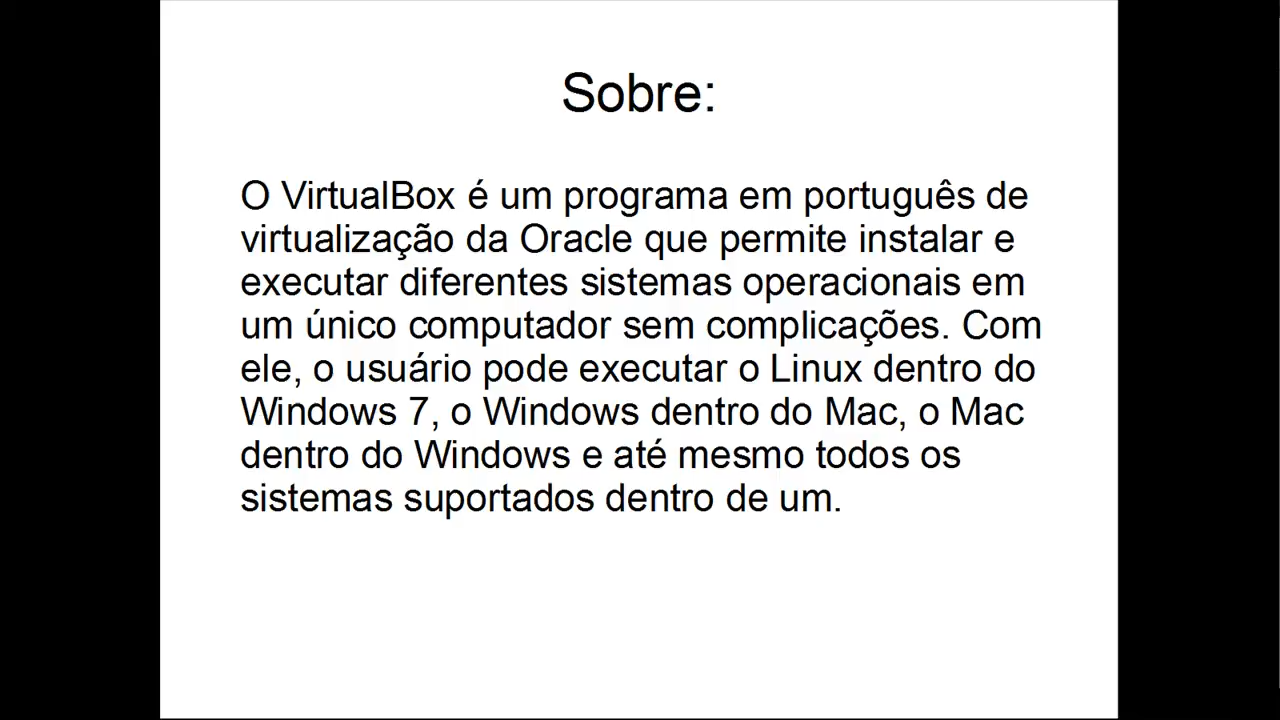 Sobre:
O VirtualBox é um programa em português de
virtualização da Oracle que permite instalar e
executar diferentes sistemas operacionais em
um único computador sem complicações. Com
ele, o usuário pode executar o Linux dentro do
Windows 7, o Windows dentro do Mac, o Mac
dentro do Windows e até mesmo todos os
sistemas suportados dentro de um.